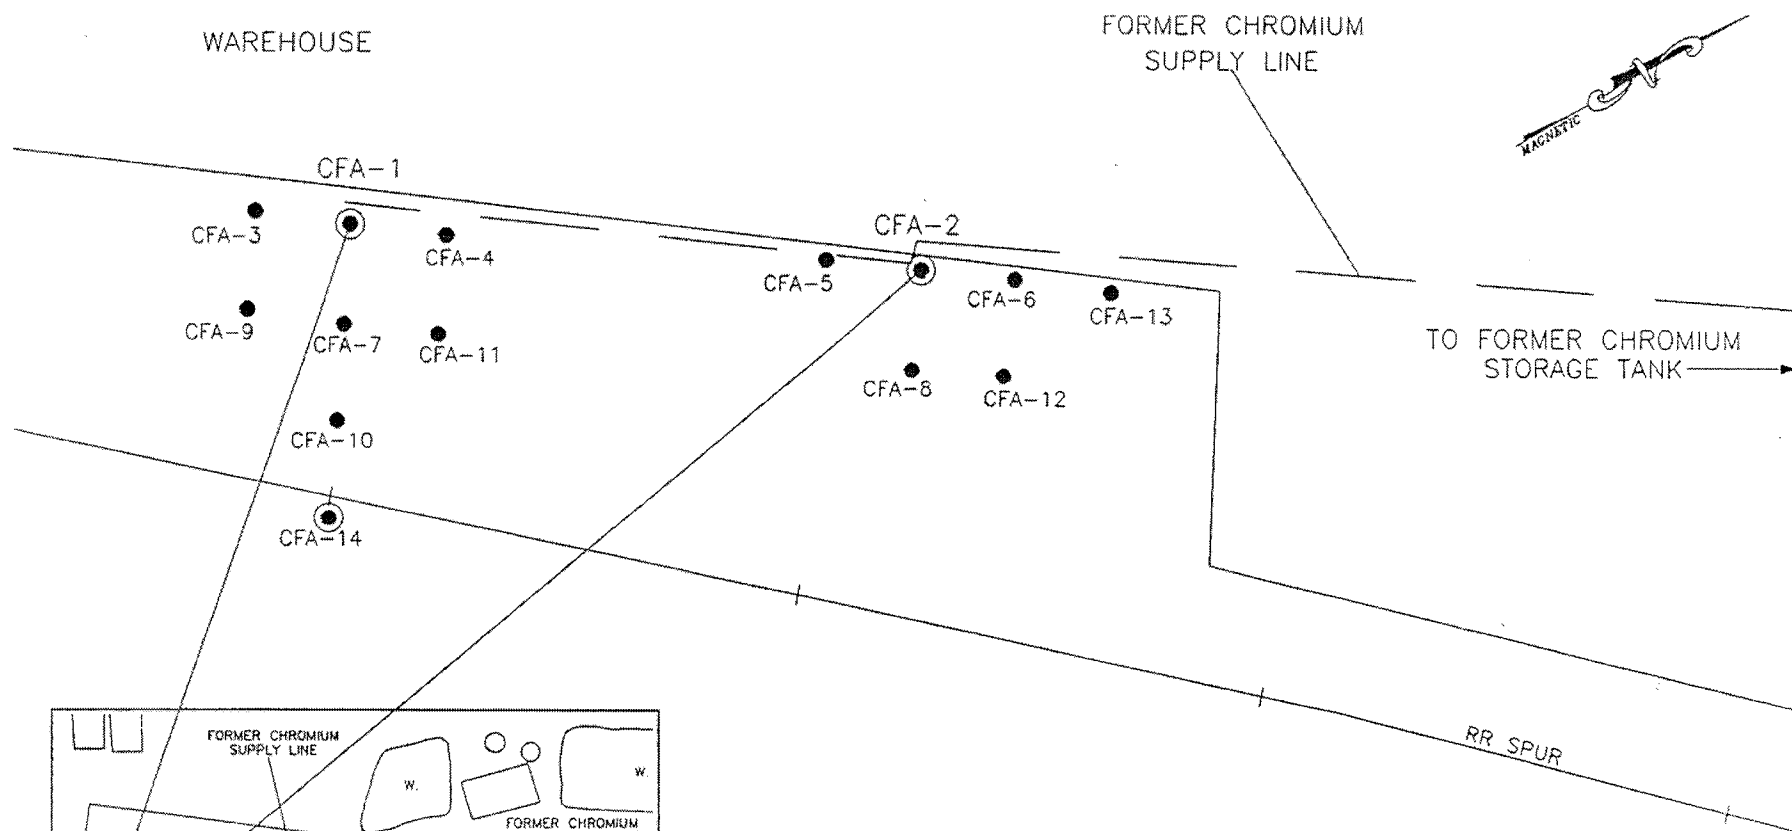 WAREHOUSE
FORMER CHROMIUM
SUPPLY LINE
MAGNETIC
N
CFA-1
CFA-3
CFA-4
CFA-2
CFA-5
CFA-6
CFA-13
CFA-9
CFA-7
CFA-11
CFA-8
CFA-12
TO FORMER CHROMIUM
STORAGE TANK
CFA-10
CFA-14
RR SPUR
FORMER CHROMIUM
SUPPLY LINE
W.
W.
FORMER CHROMIUM